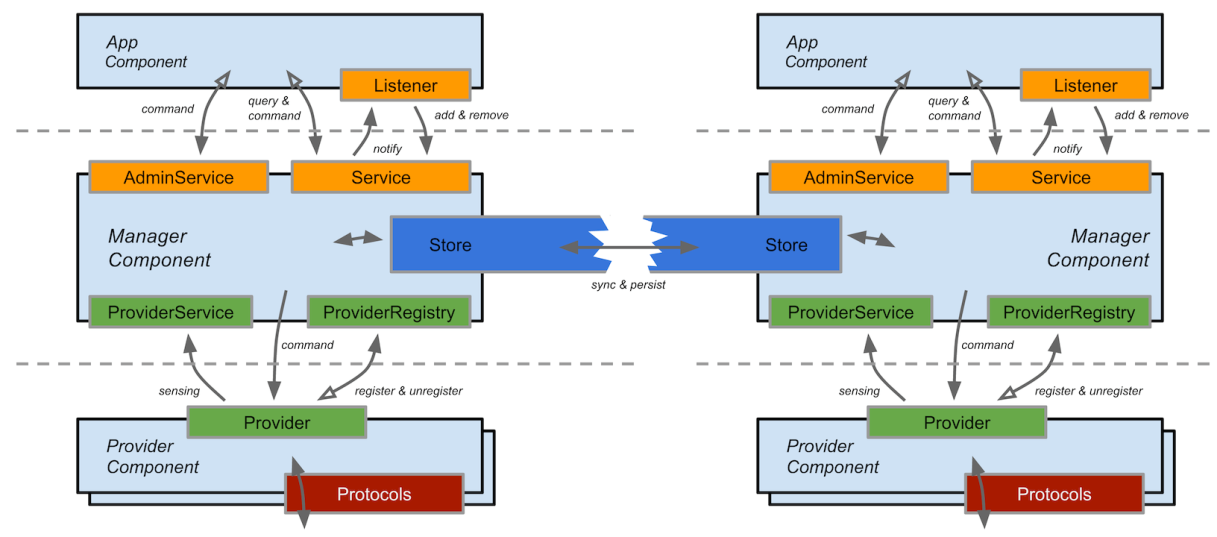 App
Component
Listener
command
query &
command
add & remove
notify
AdminService
Service
Manager
Component
Store
ProviderService
ProviderRegistry
command
sensing
register & unregister
Provider
Provider
Component
Protocols
sync & persist
App
Component
Listener
command
query &
command
add & remove
notify
AdminService
Service
Store
Manager
Component
ProviderService
ProviderRegistry
command
sensing
register & unregister
Provider
Provider
Component
Protocols